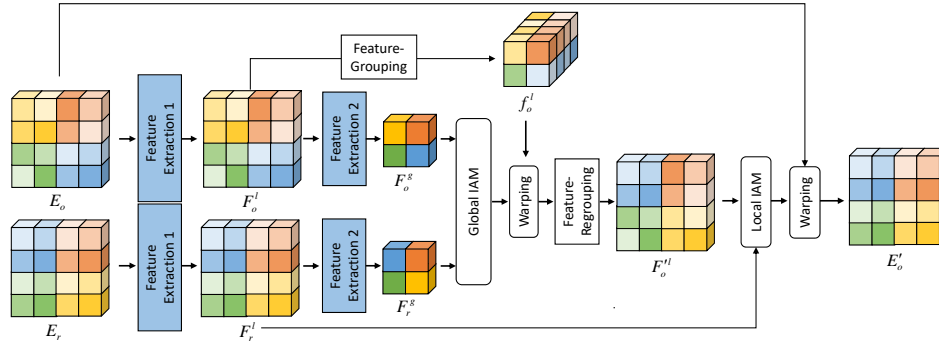 Feature-
Grouping
f_o^l
Feature
Extraction 1
Feature
Extraction 2
E_o
F_o^l
F_o^g
Global IAM
Warping
Feature-
Regrouping
F'_o^l
Local IAM
Warping
E'_o
Feature
Extraction 1
Feature
Extraction 2
E_r
F_r^l
F_r^g